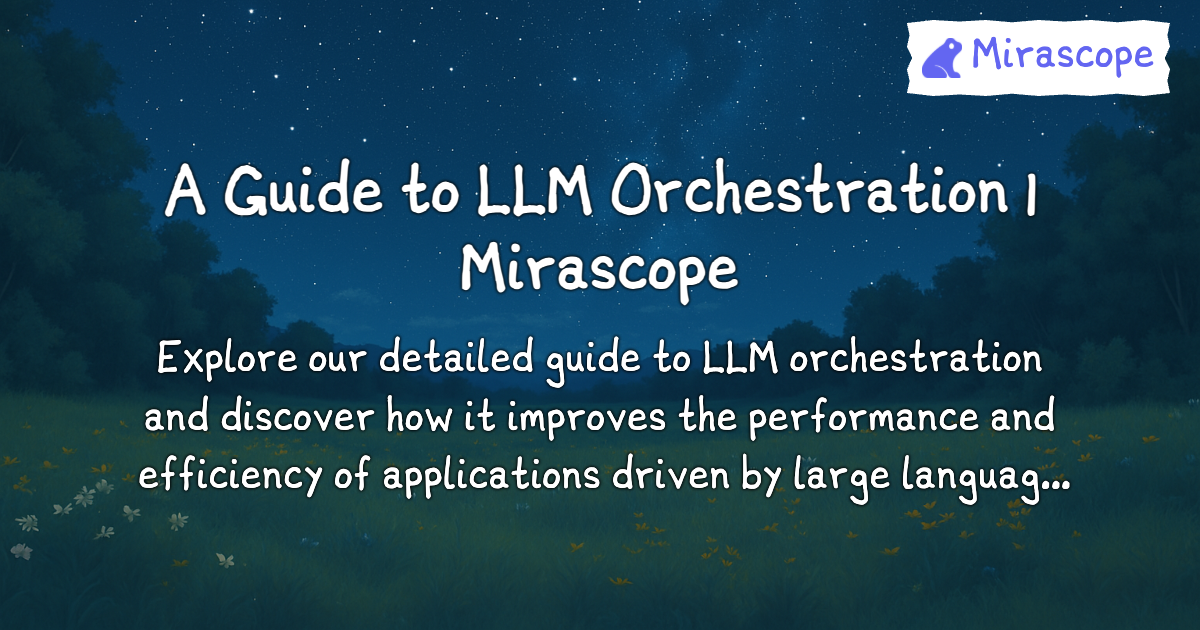 Mirascope
A Guide to LLM Orchestration |
Mirascope
Explore our detailed guide to LLM orchestration
and discover how it improves the performance and
efficiency of applications driven by large languag...